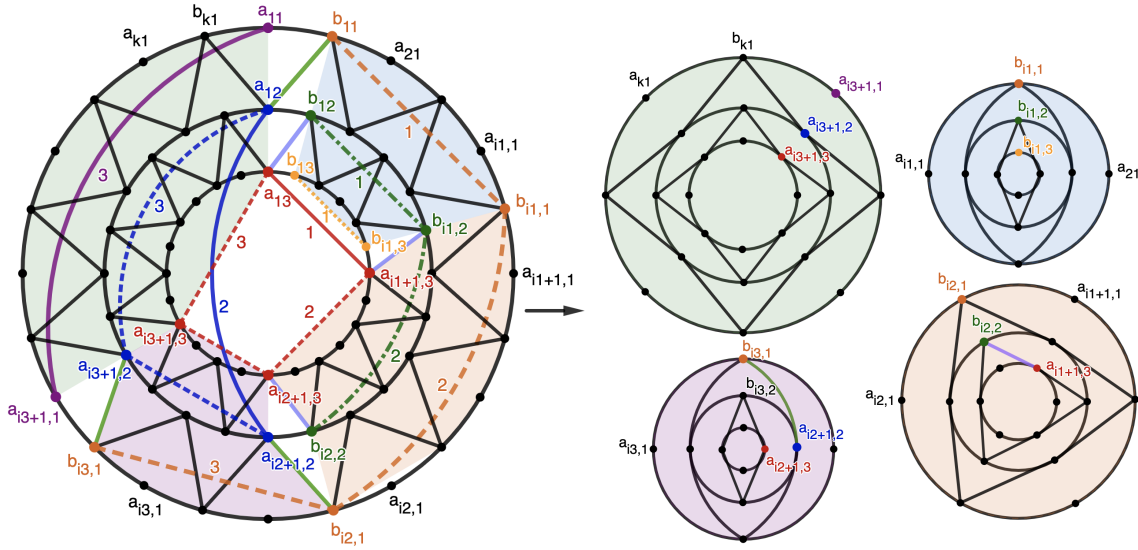 a11
bk1
b11
ak1
a21
a12
b12
1
3
ai1,1
b13
1
3
a13
bi1,1
1
1
bi1,2
3
bi1,3
ai1+1,3
ai1+1,1
2
2
ai3+1,3
2
ai3+1,2
2
ai3+1,1
ai2+1,3
bi3,1
bi2,2
3
ai2+1,2
ai3,1
ai2,1
bi2,1
bk1
ak1
ai3+1,1
ai3+1,2
ai3+1,3
bi1,1
bi1,2
bi1,3
ai1,1
a21
bi3,1
bi3,2
ai2+1,2
ai3,1
ai2+1,3
bi2,1
ai1+1,1
bi2,2
ai1+1,3
ai2,1